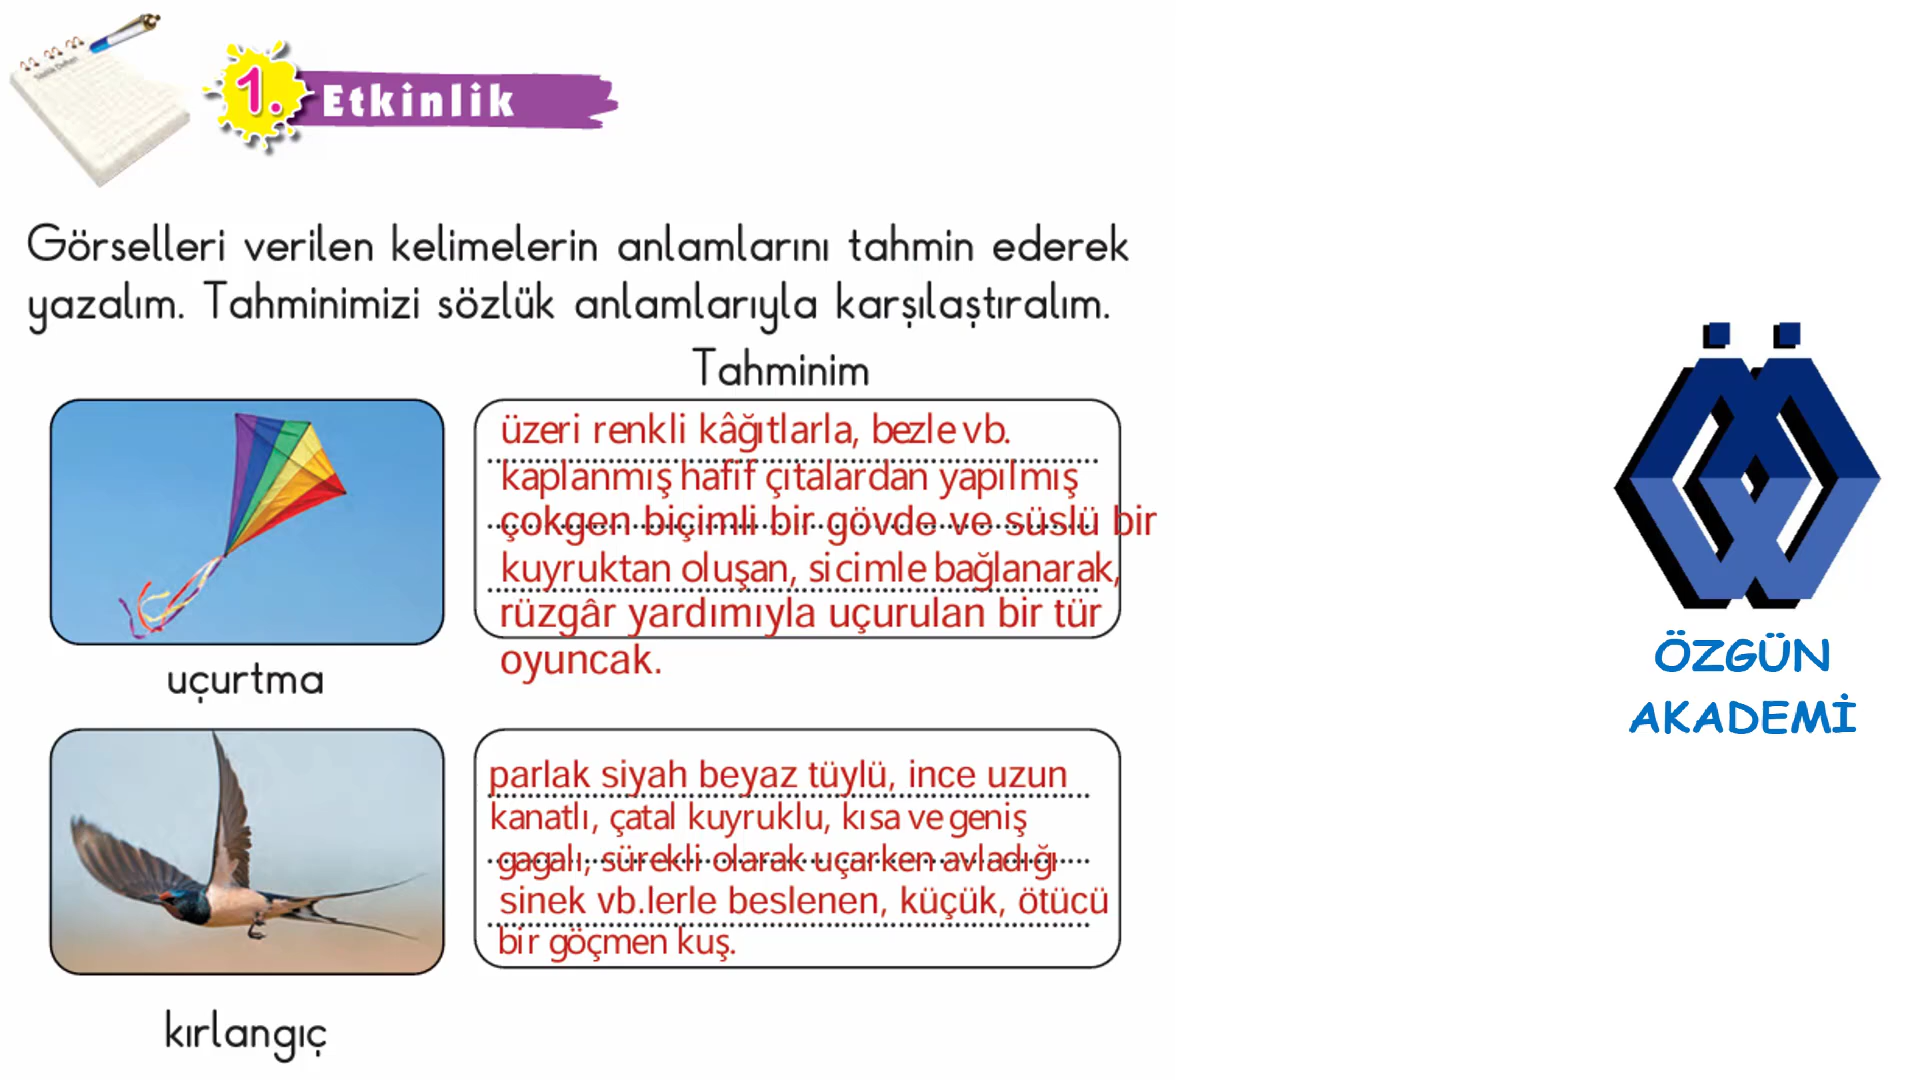 1. Etkinlik
Görselleri verilen kelimelerin anlamlarını tahmin ederek
yazalım. Tahminimizi sözlük anlamlarıyla karşılaştıralım.
Tahminim
üzeri renkli kâğıtlarla, bezle vb.
kaplanmış hafif çıtalardan yapılmış
çokgen biçimli bir gövde ve süslü bir
kuyruktan oluşan, sicimle bağlanarak,
rüzgâr yardımıyla uçurulan bir tür
oyuncak.
uçurtma
parlak siyah beyaz tüylü, ince uzun
kanatlı, çatal kuyruklu, kısa ve geniş
gagalı, sürekli olarak uçarken avladığı
sinek vb.lerle beslenen, küçük, ötücü
bir göçmen kuş.
kırlangıç
ÖZGÜN
AKADEMİ